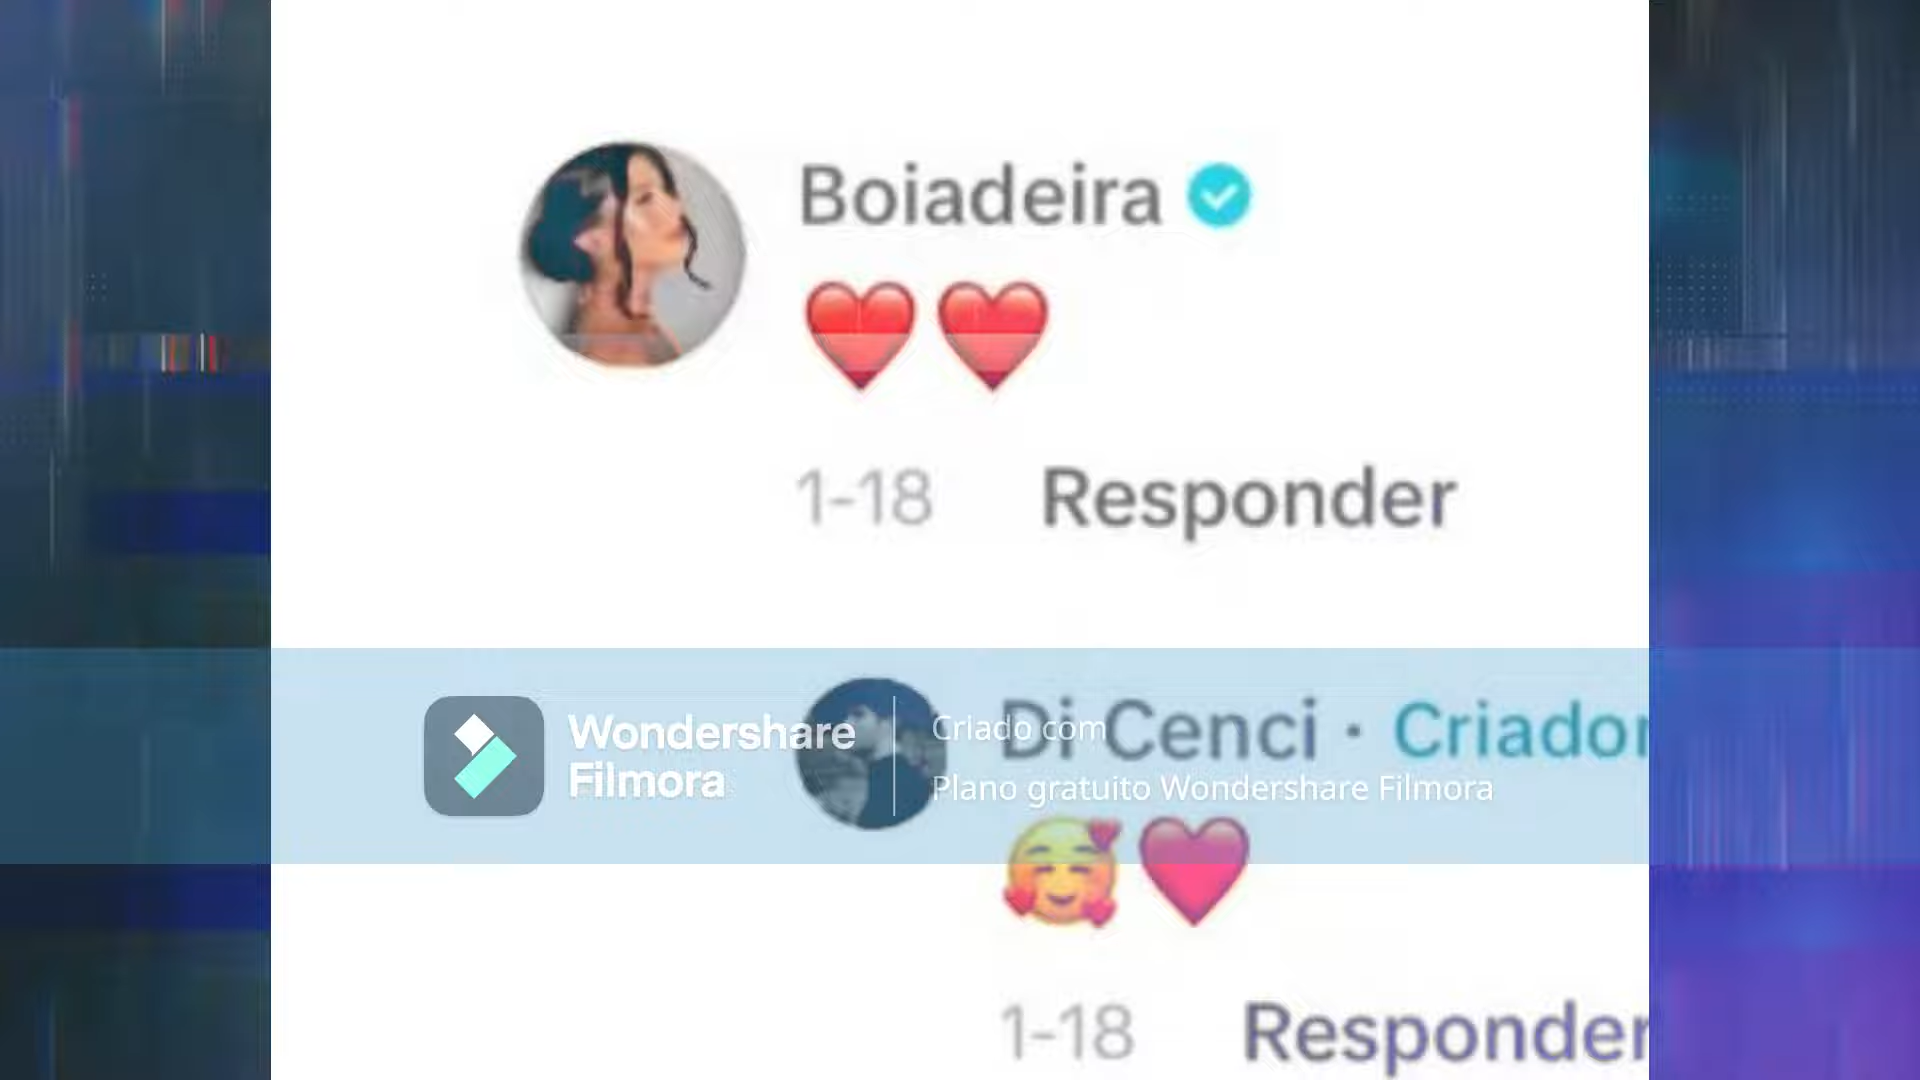 Boiadeira
❤️❤️
1-18 Responder
Di Cenci · Criador
🥰❤️
1-18 Responder
Wondershare
Filmora
Criado com
Plano gratuito Wondershare Filmora